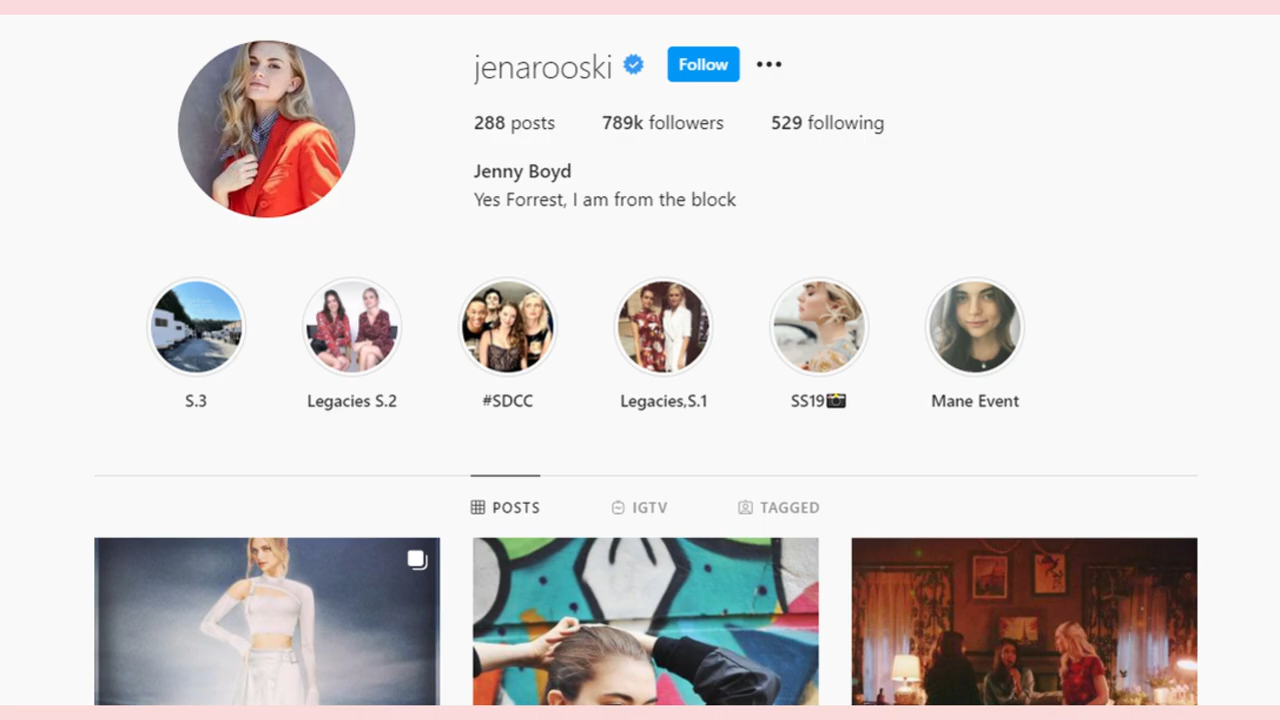 jenarooski Follow
288 posts 789k followers 529 following
Jenny Boyd
Yes Forrest, I am from the block
S.3 Legacies S.2 #SDCC Legacies,S.1 SS19📸 Mane Event
POSTS IGTV TAGGED